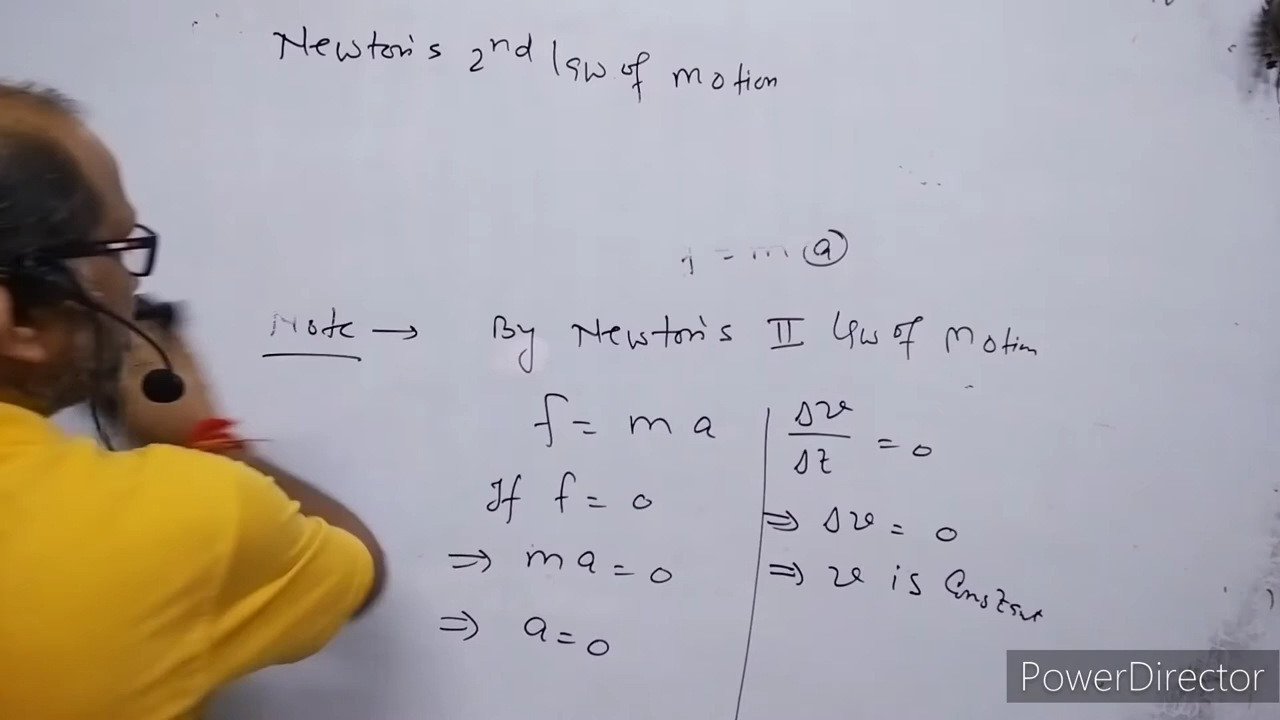 Newton's 2nd law of motion
= m a
Note → By Newton's II law of Motion
f = m a
If f = 0
⇒ m a = 0
⇒ a = 0
Δv/Δt = 0
⇒ Δv = 0
⇒ v is Constant
PowerDirector